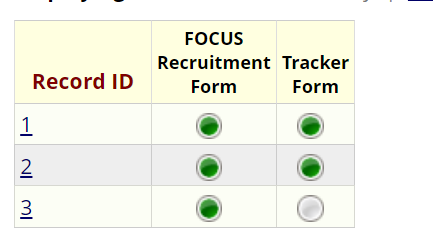 Record ID
FOCUS
Recruitment
Form
Tracker
Form
1
2
3